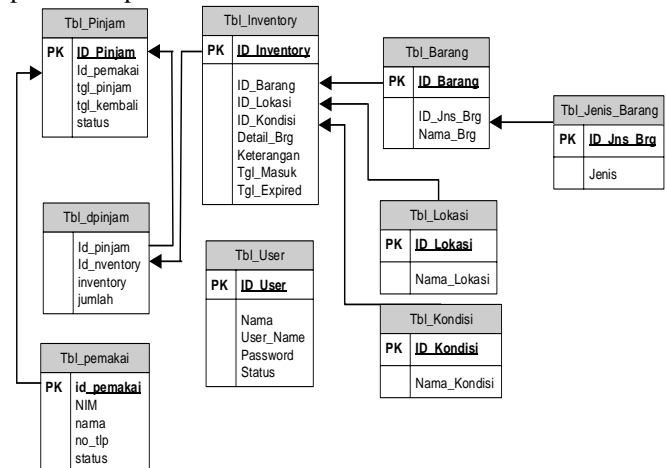 Tbl_Pinjam
PK ID_Pinjam
Id_pemakai
tgl_pinjam
tgl_kembali
status
Tbl_Inventory
PK ID_Inventory
ID_Barang
ID_Lokasi
ID_Kondisi
Detail_Brg
Keterangan
Tgl_Masuk
Tgl_Expired
Tbl_Barang
PK ID_Barang
ID_Jns_Brg
Nama_Brg
Tbl_Jenis_Barang
PK ID_Jns_Brg
Jenis
Tbl_dpinjam
Id_pinjam
Id_nventory
inventory
jumlah
Tbl_User
PK ID_User
Nama
User_Name
Password
Status
Tbl_Lokasi
PK ID_Lokasi
Nama_Lokasi
Tbl_Kondisi
PK ID_Kondisi
Nama_Kondisi
Tbl_pemakai
PK id_pemakai
NIM
nama
no_tlp
status